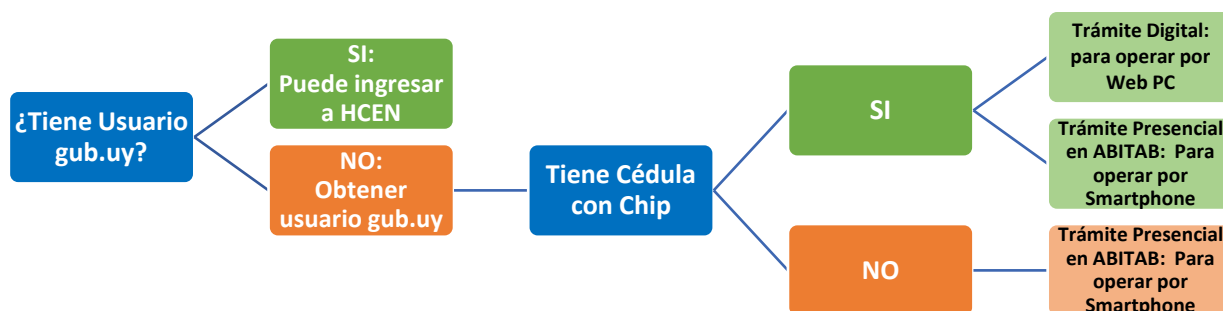 ¿Tiene Usuario
gub.uy?
SI:
Puede ingresar
a HCEN
NO:
Obtener
usuario gub.uy
Tiene Cédula
con Chip
SI
Trámite Digital:
para operar por
Web PC
Trámite Presencial
en ABITAB: Para
operar por
Smartphone
NO
Trámite Presencial
en ABITAB: Para
operar por
Smartphone